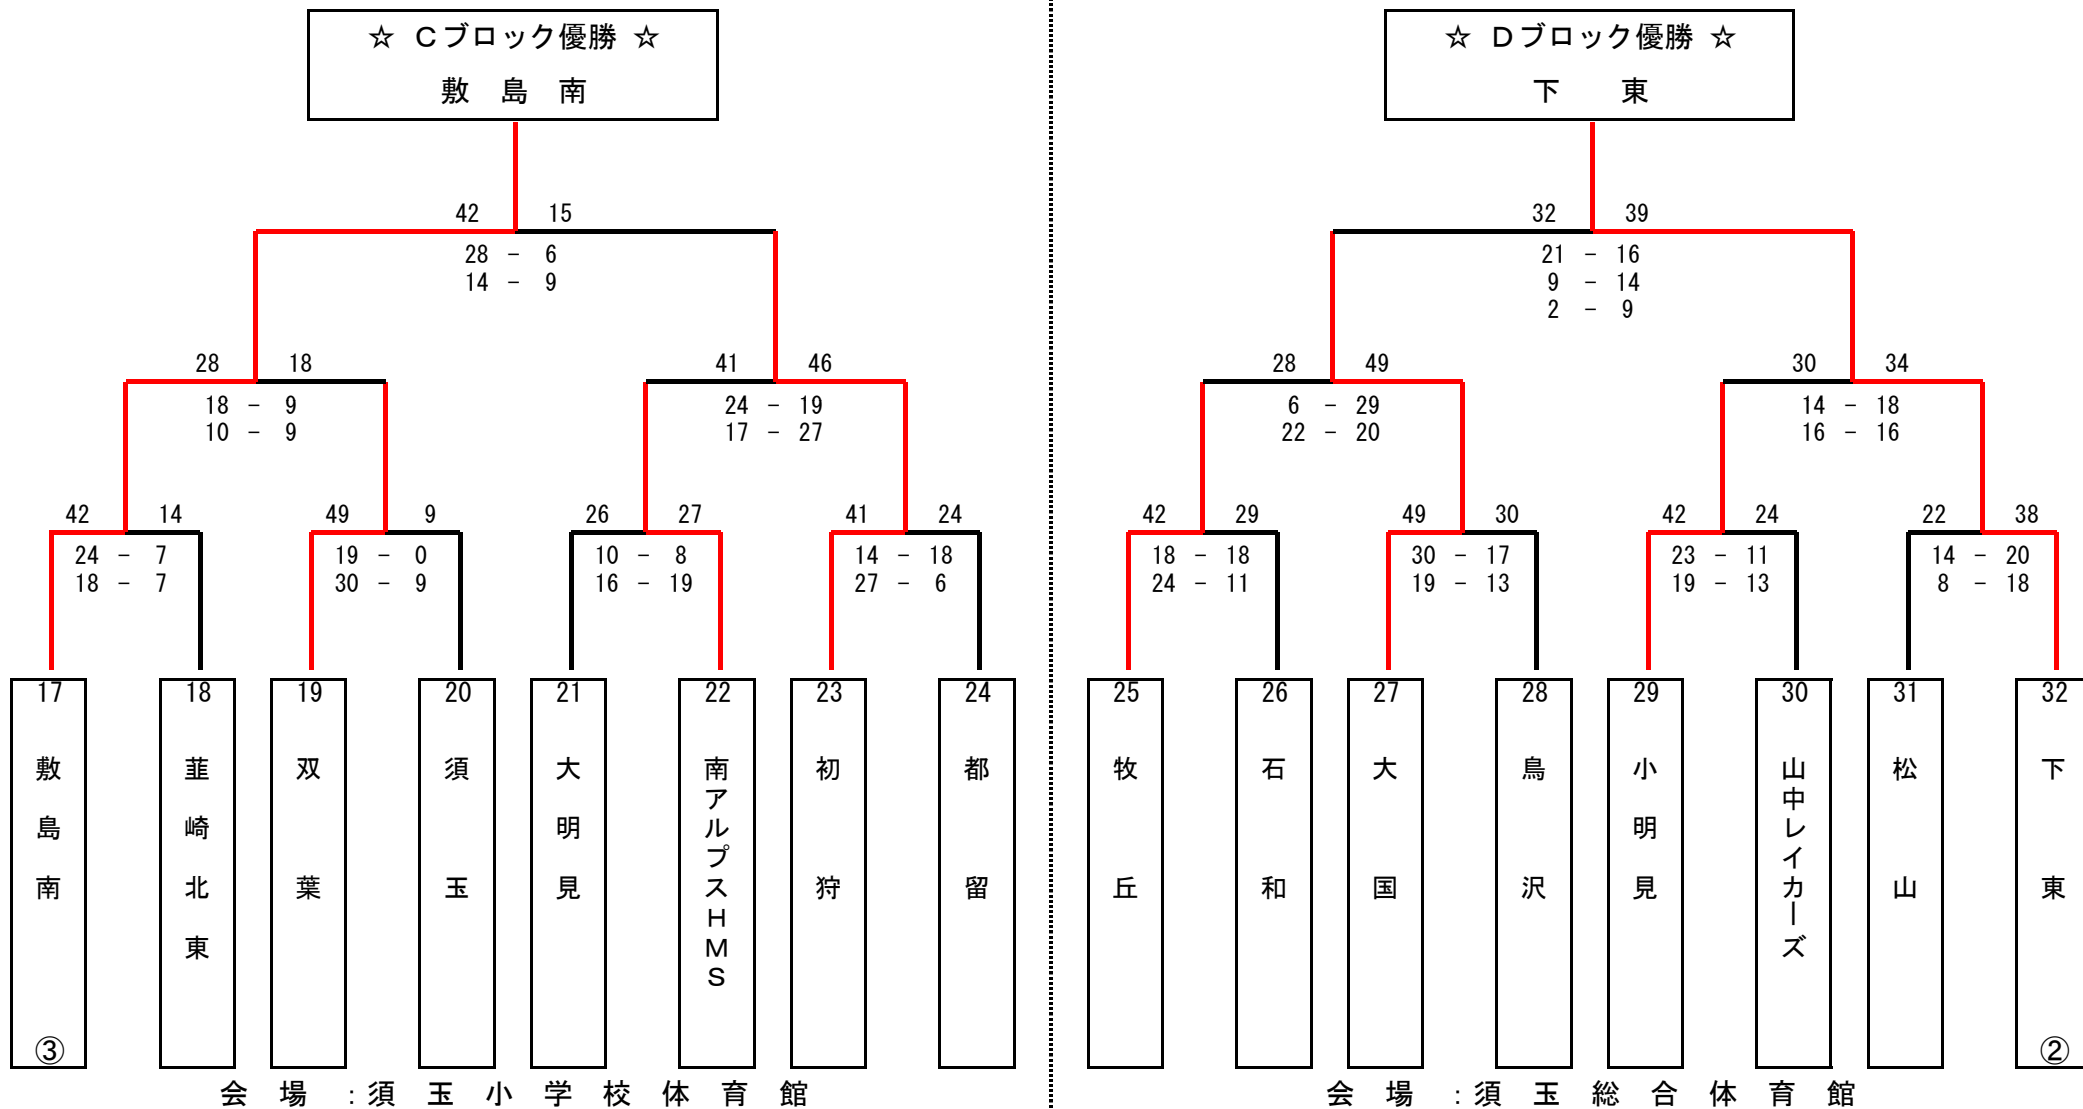 ☆ Ｃブロック優勝 ☆
敷 島 南
42 15
28 － 6
14 － 9
28 18
18 － 9
10 － 9
41 46
24 － 19
17 － 27
42 14
24 － 7
18 － 7
49 9
19 － 0
30 － 9
26 27
10 － 8
16 － 19
41 24
14 － 18
27 － 6
17 敷島南 ③
18 韮崎北東
19 双葉
20 須玉
21 大明見
22 南アルプスＨＭＳ
23 初狩
24 都留
会 場 ：須 玉 小 学 校 体 育 館
☆ Ｄブロック優勝 ☆
下 東
32 39
21 － 16
9 － 14
2 － 9
28 49
6 － 29
22 － 20
30 34
14 － 18
16 － 16
42 29
18 － 18
24 － 11
49 30
30 － 17
19 － 13
42 24
23 － 11
19 － 13
22 38
14 － 20
8 － 18
25 牧丘
26 石和
27 大国
28 鳥沢
29 小明見
30 山中レイカーズ
31 松山
32 下東 ②
会 場 ：須 玉 総 合 体 育 館